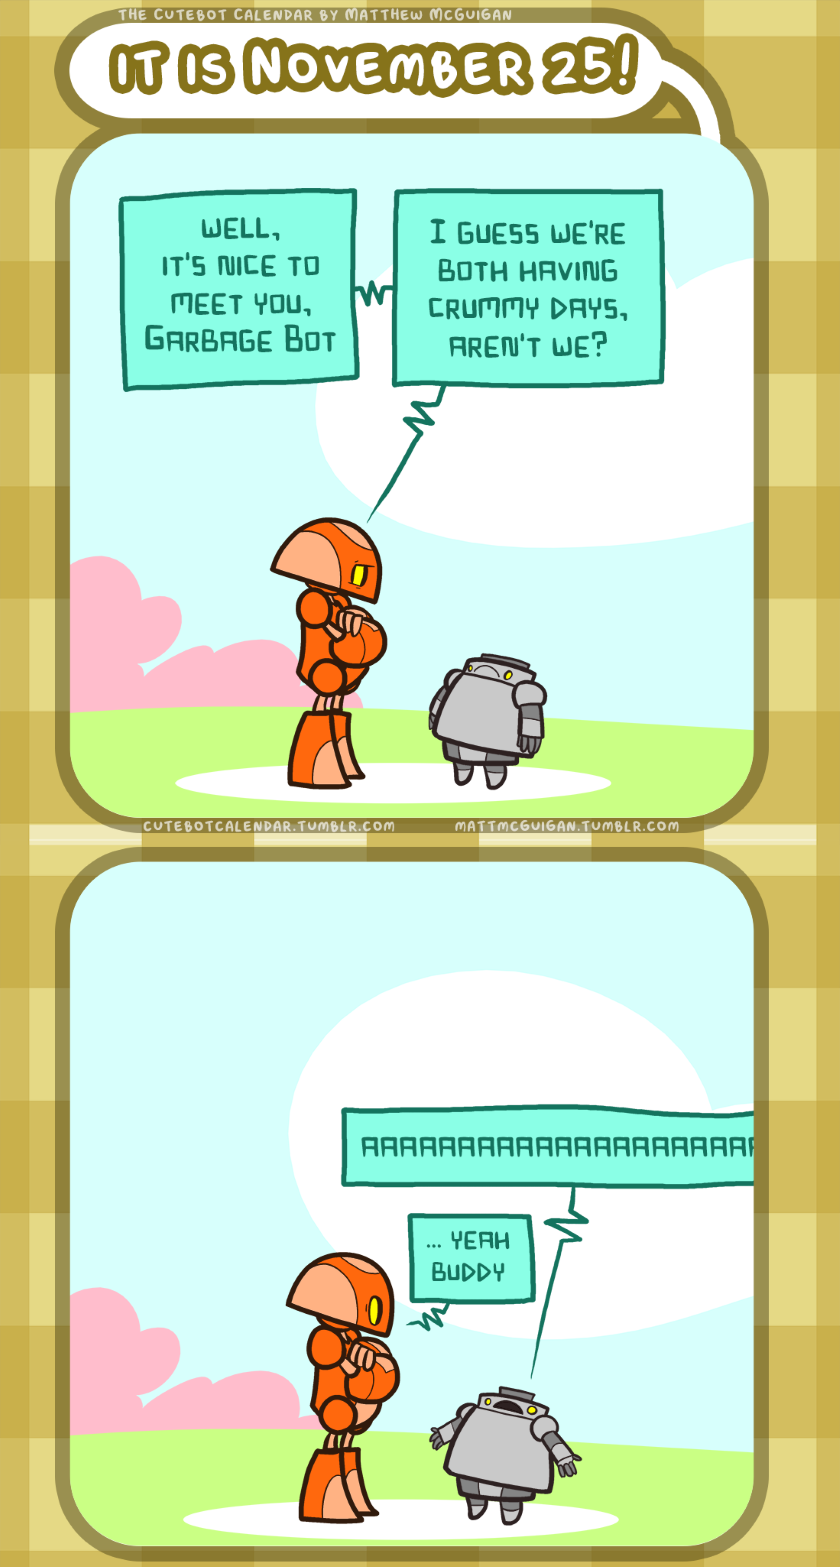 The Cutebot Calendar by Matthew McGuigan
It is November 25!
Well,
it's nice to
meet you,
Garbage Bot
I guess we're
both having
crummy days,
aren't we?
cutebotcalendar.tumblr.com
mattmcguigan.tumblr.com
AAAAAAAAAAAAAAAAAAAAAA
... Yeah
buddy